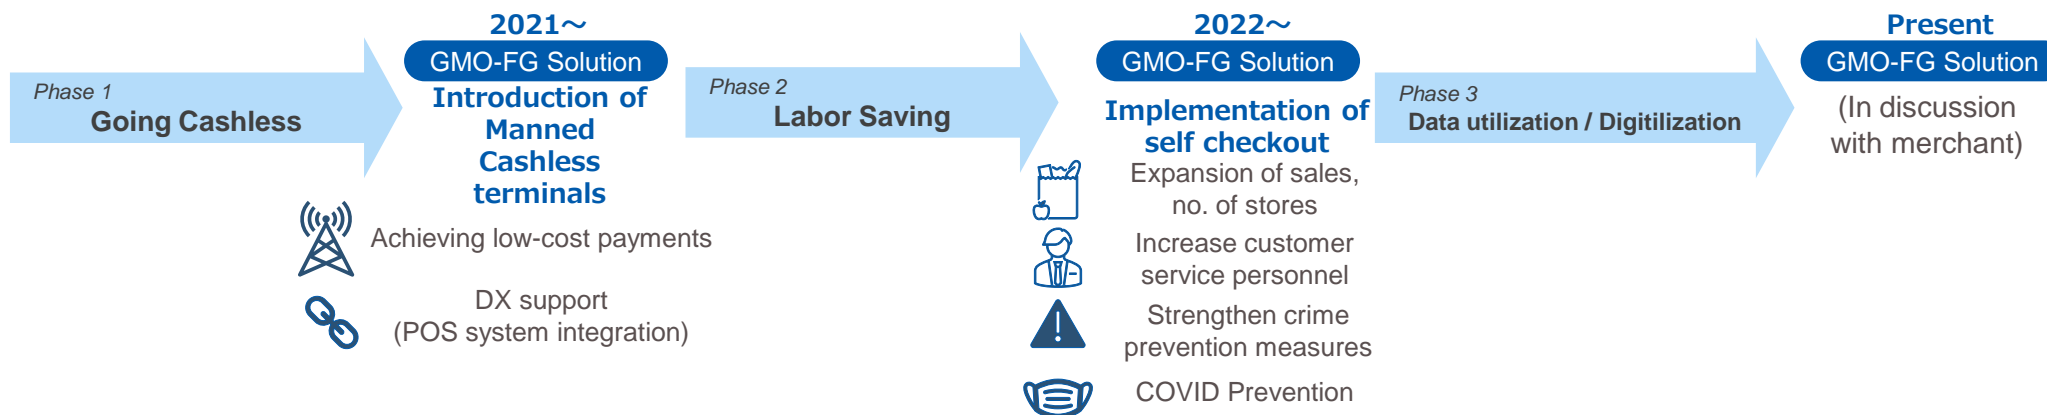 Phase 1
Going Cashless
2021～
GMO-FG Solution
Introduction of
Manned
Cashless
terminals
Achieving low-cost payments
DX support
(POS system integration)
Phase 2
Labor Saving
2022～
GMO-FG Solution
Implementation of
self checkout
Expansion of sales,
no. of stores
Increase customer
service personnel
Strengthen crime
prevention measures
COVID Prevention
Phase 3
Data utilization / Digitilization
Present
GMO-FG Solution
(In discussion
with merchant)